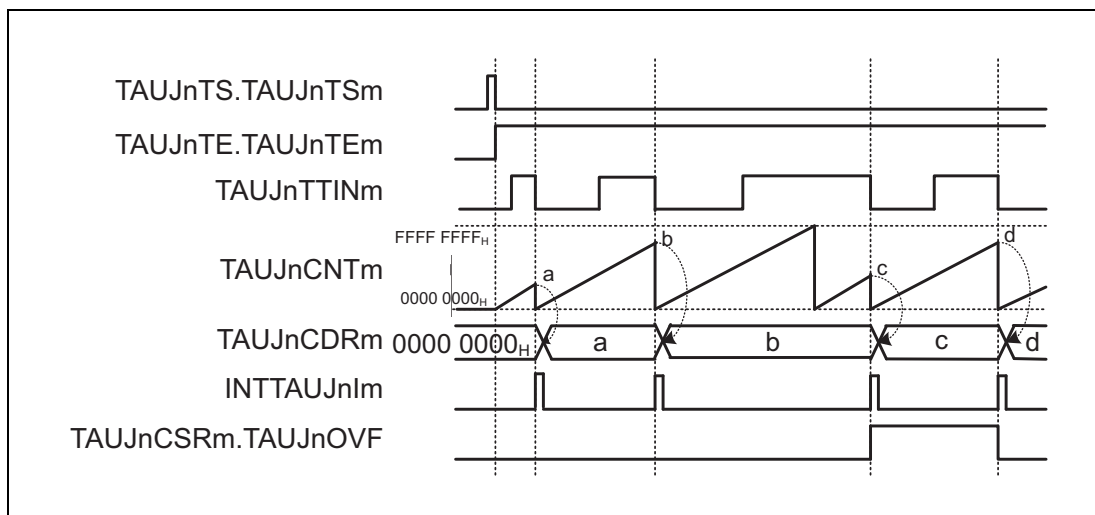 TAUJnTS.TAUJnTSm
TAUJnTE.TAUJnTEm
TAUJnTTINm
FFFF FFFFH
TAUJnCNTm
0000 0000H
a
b
c
d
TAUJnCDRm 0000 0000H a b c d
INTTAUJnIm
TAUJnCSRm.TAUJnOVF